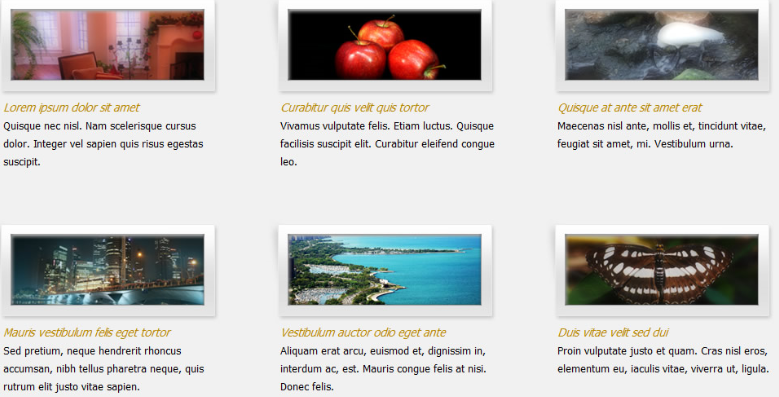 Lorem ipsum dolor sit amet
Quisque nec nisl. Nam scelerisque cursus
dolor. Integer vel sapien quis risus egestas
suscipit.
Curabitur quis velit quis tortor
Vivamus vulputate felis. Etiam luctus. Quisque
facilisis suscipit elit. Curabitur eleifend congue
leo.
Quisque at ante sit amet erat
Maecenas nisl ante, mollis et, tincidunt vitae,
feugiat sit amet, mi. Vestibulum urna.
Mauris vestibulum felis eget tortor
Sed pretium, neque hendrerit rhoncus
accumsan, nibh tellus pharetra neque, quis
rutrum elit justo vitae sapien.
Vestibulum auctor odio eget ante
Aliquam erat arcu, euismod et, dignissim in,
interdum ac, est. Mauris congue felis at nisi.
Donec felis.
Duis vitae velit sed dui
Proin vulputate justo et quam. Cras nisl eros,
elementum eu, iaculis vitae, viverra ut, ligula.